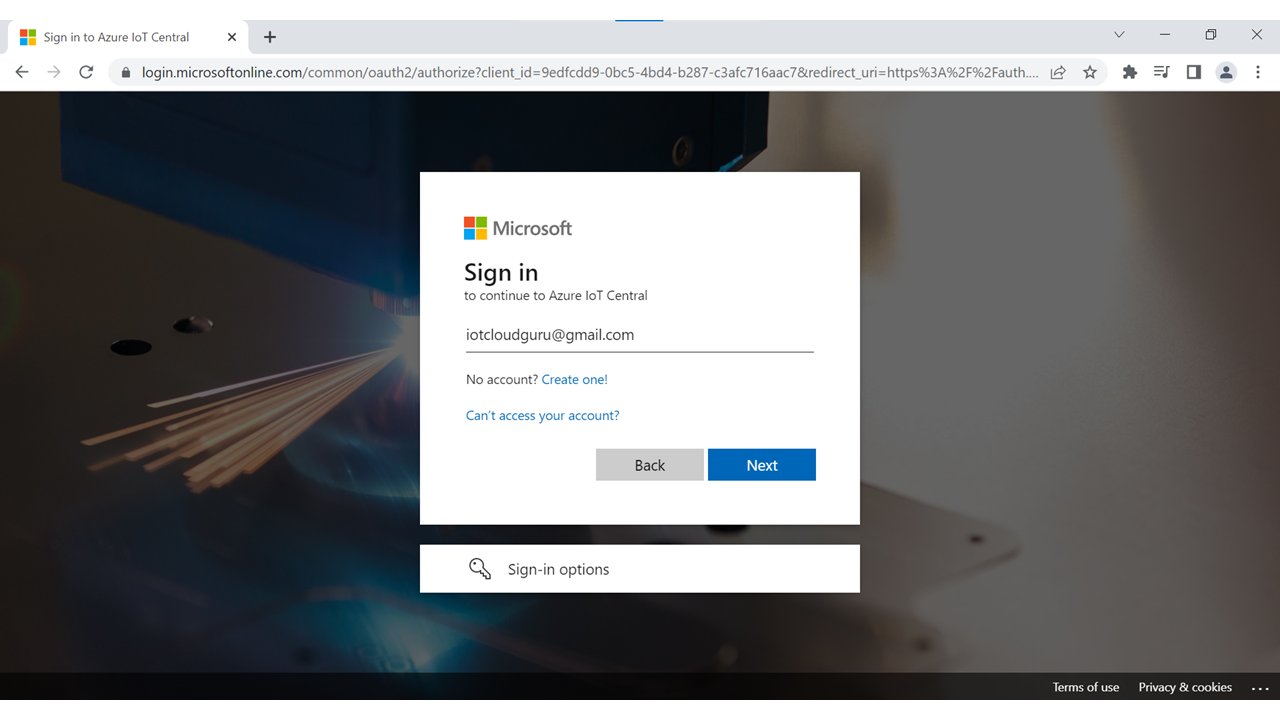 Sign in to Azure IoT Central
login.microsoftonline.com/common/oauth2/authorize?client_id=9edfcdd9-0bc5-4bd4-b287-c3afc716aac7&redirect_uri=https%3A%2F%2Fauth....
Microsoft
Sign in
to continue to Azure IoT Central
iotcloudguru@gmail.com
No account? Create one!
Can't access your account?
Back Next
Sign-in options
Terms of use Privacy & cookies ...